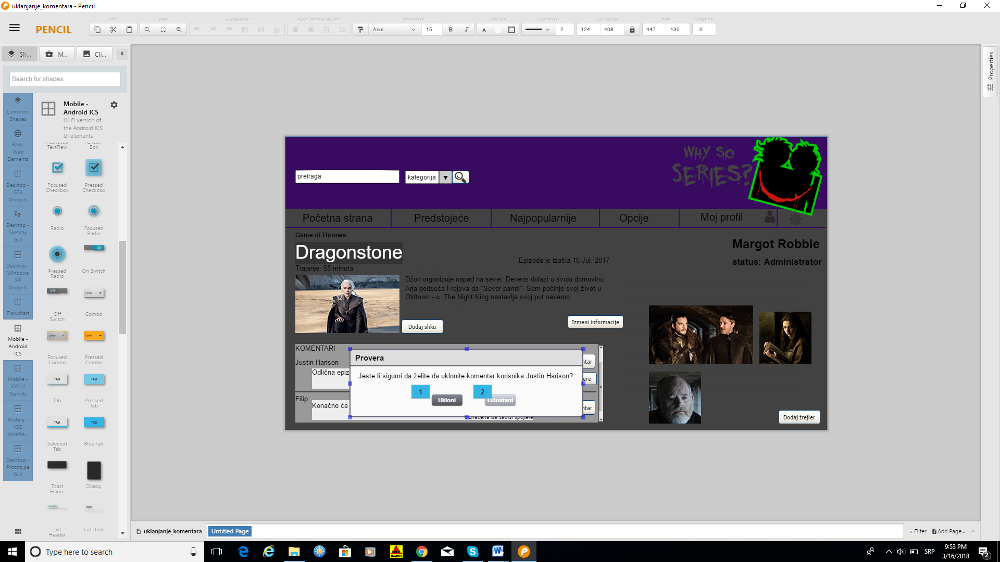 uklanjanje_komentara - Pencil
PENCIL
EDIT
100%
ALIGNMENT
SAME SIZES & SPACES
TEXT STYLE
COLORS
LINE STYLE
LOCATION
SIZE
ROTATION
Arial
15
B
I
A
2
124
408
447
130
0
Sh...
M...
Cli...
Properties
Search for shapes
Common
Shapes
Basic
Web
Elements
Desktop -
GTK
Widgets
Desktop -
Sketchy
GUI
Desktop -
Windows
XP
Widgets
Flowchart
Mobile -
Android
ICS
Mobile -
iOS UI
Stencils
Mobile -
iOS
Wirefra...
Desktop -
Prototype
GUI
Mobile -
Android ICS
Hi-Fi version of
the Android ICS
UI elements
TextFiew
Box
Focused
Checkbox
Pressed
Checkbox
Radio
Focused
Radio
ON
Pressed
Radio
On Switch
OFF
Combo
Off
Switch
Combo
Combo
Combo
Focused
Combo
Pressed
Combo
TAB
TAB
Tab
Pressed
Tab
TAB
TAB
Selected
Tab
Blue Tab
Toast
Frame
Dialog
Header
Item
List
Header
List Item
pretraga
kategorija
WHY SO
SERIES?
Početna strana
Predstojeće
Najpopularnije
Opcije
Moj profil
Game of Thrones
Dragonstone
Epizoda je izašla 16 Jul. 2017
Trajanje: 55 minuta
Margot Robbie
status: Administrator
Džon organizuje napad na sever. Deneris dolazi u svoju domovinu.
Arja podseća Frejeva da "Sever pamti". Sem počinje svoj život u
Oldtown - u. The Night King nastavlja svoj put severno.
Dodaj sliku
Izmeni informacije
KOMENTARI
Justin Harison
Odlična epiz
ntar
ere
Provera
Jeste li sigurni da želite da uklonite komentar korisnika Justin Harison?
1
2
Ukloni
Odustani
Filip
Konačno će
ntar
Označena da sadži spojlere
Dodaj trejler
uklanjanje_komentara
Untitled Page
Filter
Add Page...
Type here to search
BABEL
SRP
9:53 PM
3/16/2018
2